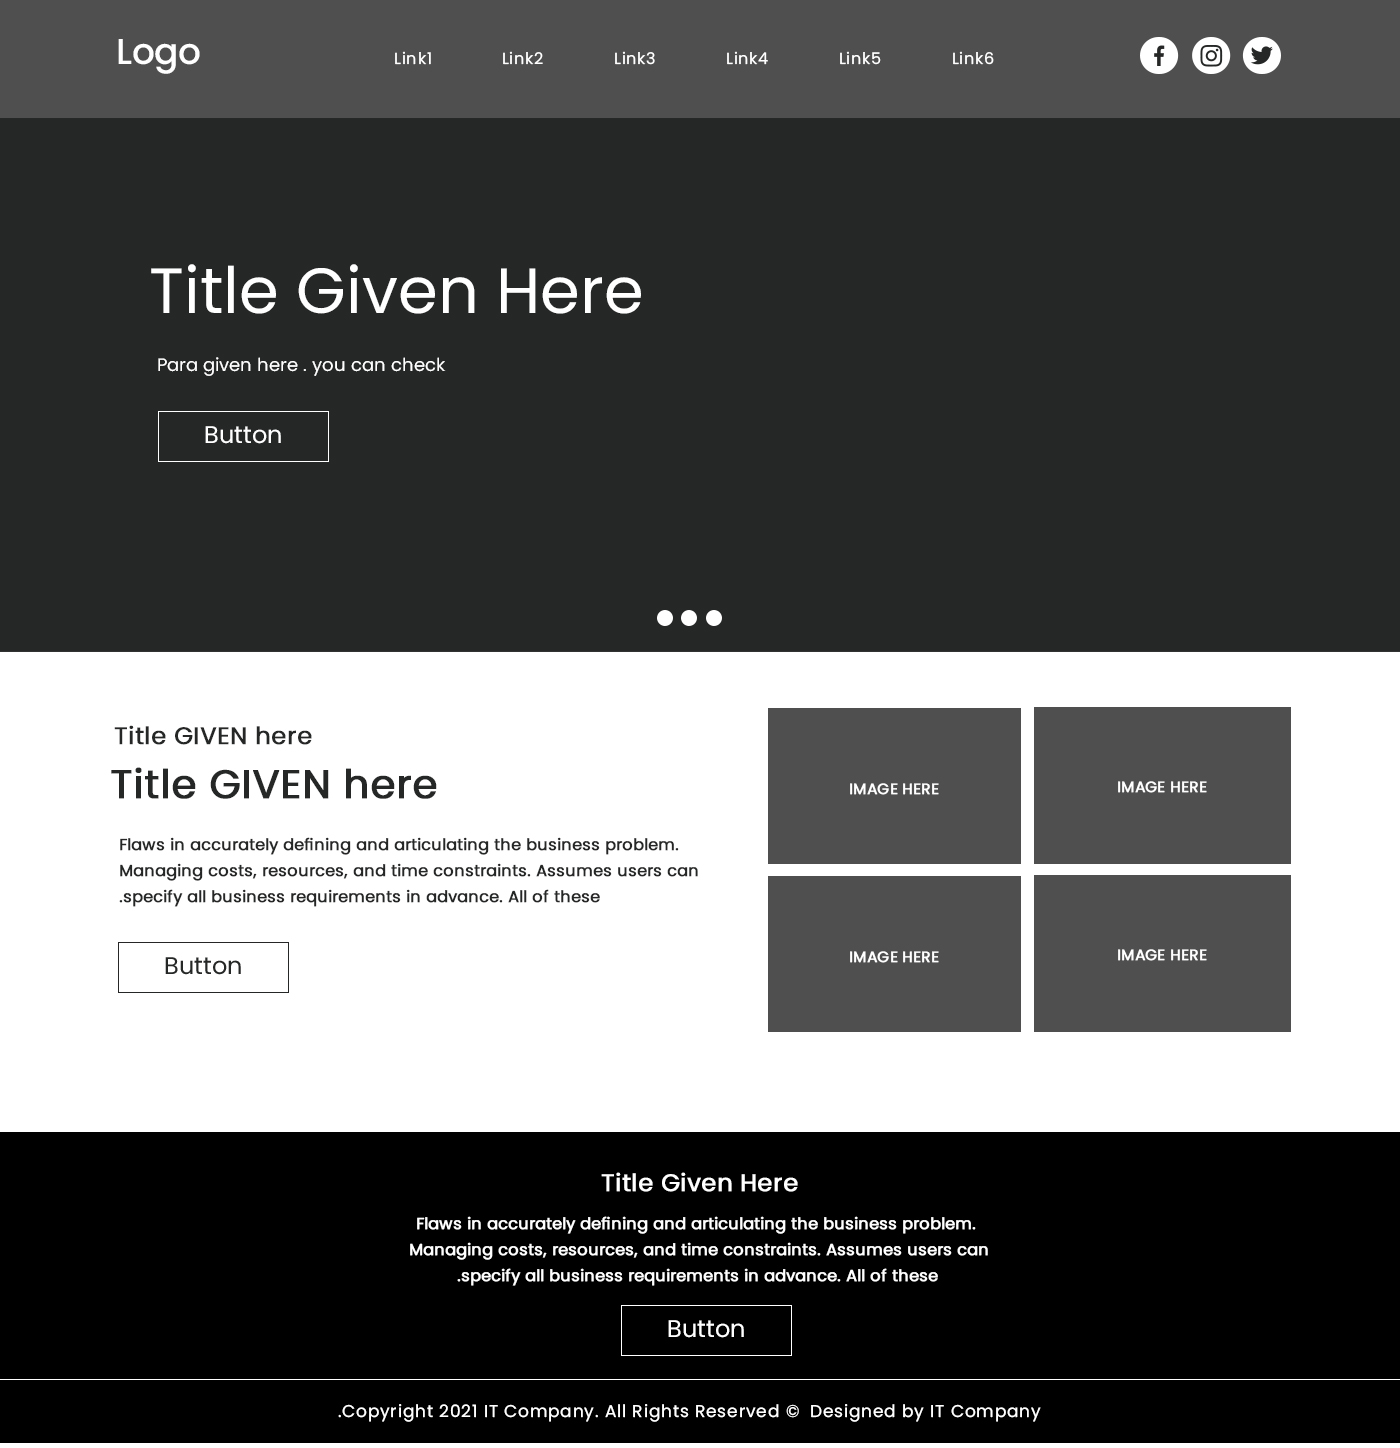 Logo
Link1 Link2 Link3 Link4 Link5 Link6
Title Given Here
Para given here . you can check
Button
Title GIVEN here
Title GIVEN here
Flaws in accurately defining and articulating the business problem.
Managing costs, resources, and time constraints. Assumes users can
.specify all business requirements in advance. All of these
Button
IMAGE HERE
IMAGE HERE
IMAGE HERE
IMAGE HERE
Title Given Here
Flaws in accurately defining and articulating the business problem.
Managing costs, resources, and time constraints. Assumes users can
.specify all business requirements in advance. All of these
Button
.Copyright 2021 IT Company. All Rights Reserved © Designed by IT Company